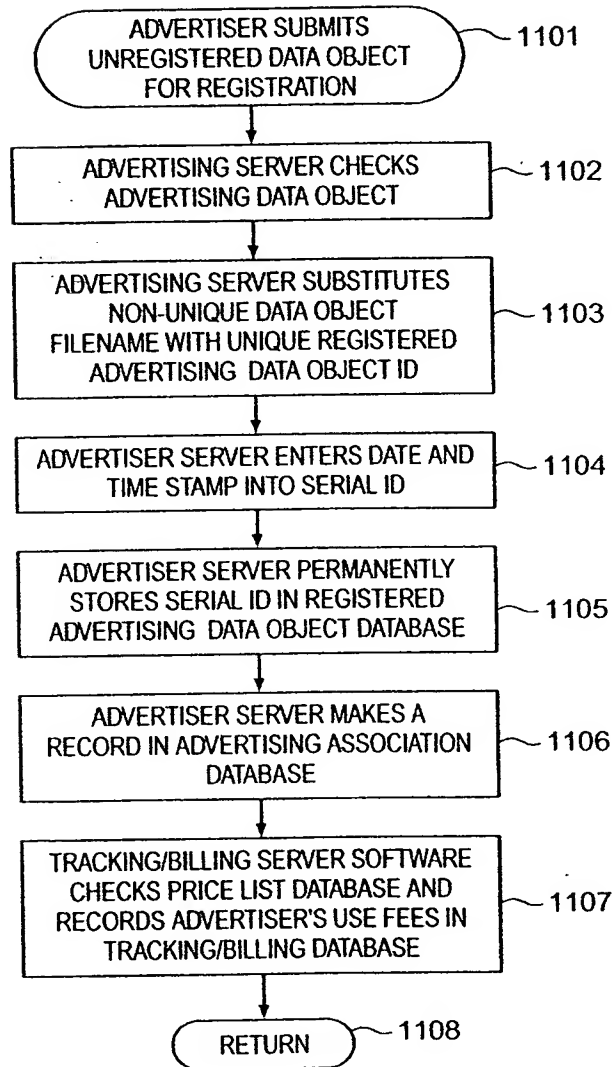 ADVERTISER SUBMITS
UNREGISTERED DATA OBJECT
FOR REGISTRATION
1101
ADVERTISING SERVER CHECKS
ADVERTISING DATA OBJECT
1102
ADVERTISING SERVER SUBSTITUTES
NON-UNIQUE DATA OBJECT
FILENAME WITH UNIQUE REGISTERED
ADVERTISING DATA OBJECT ID
1103
ADVERTISER SERVER ENTERS DATE AND
TIME STAMP INTO SERIAL ID
1104
ADVERTISER SERVER PERMANENTLY
STORES SERIAL ID IN REGISTERED
ADVERTISING DATA OBJECT DATABASE
1105
ADVERTISER SERVER MAKES A
RECORD IN ADVERTISING ASSOCIATION
DATABASE
1106
TRACKING/BILLING SERVER SOFTWARE
CHECKS PRICE LIST DATABASE AND
RECORDS ADVERTISER'S USE FEES IN
TRACKING/BILLING DATABASE
1107
RETURN
1108